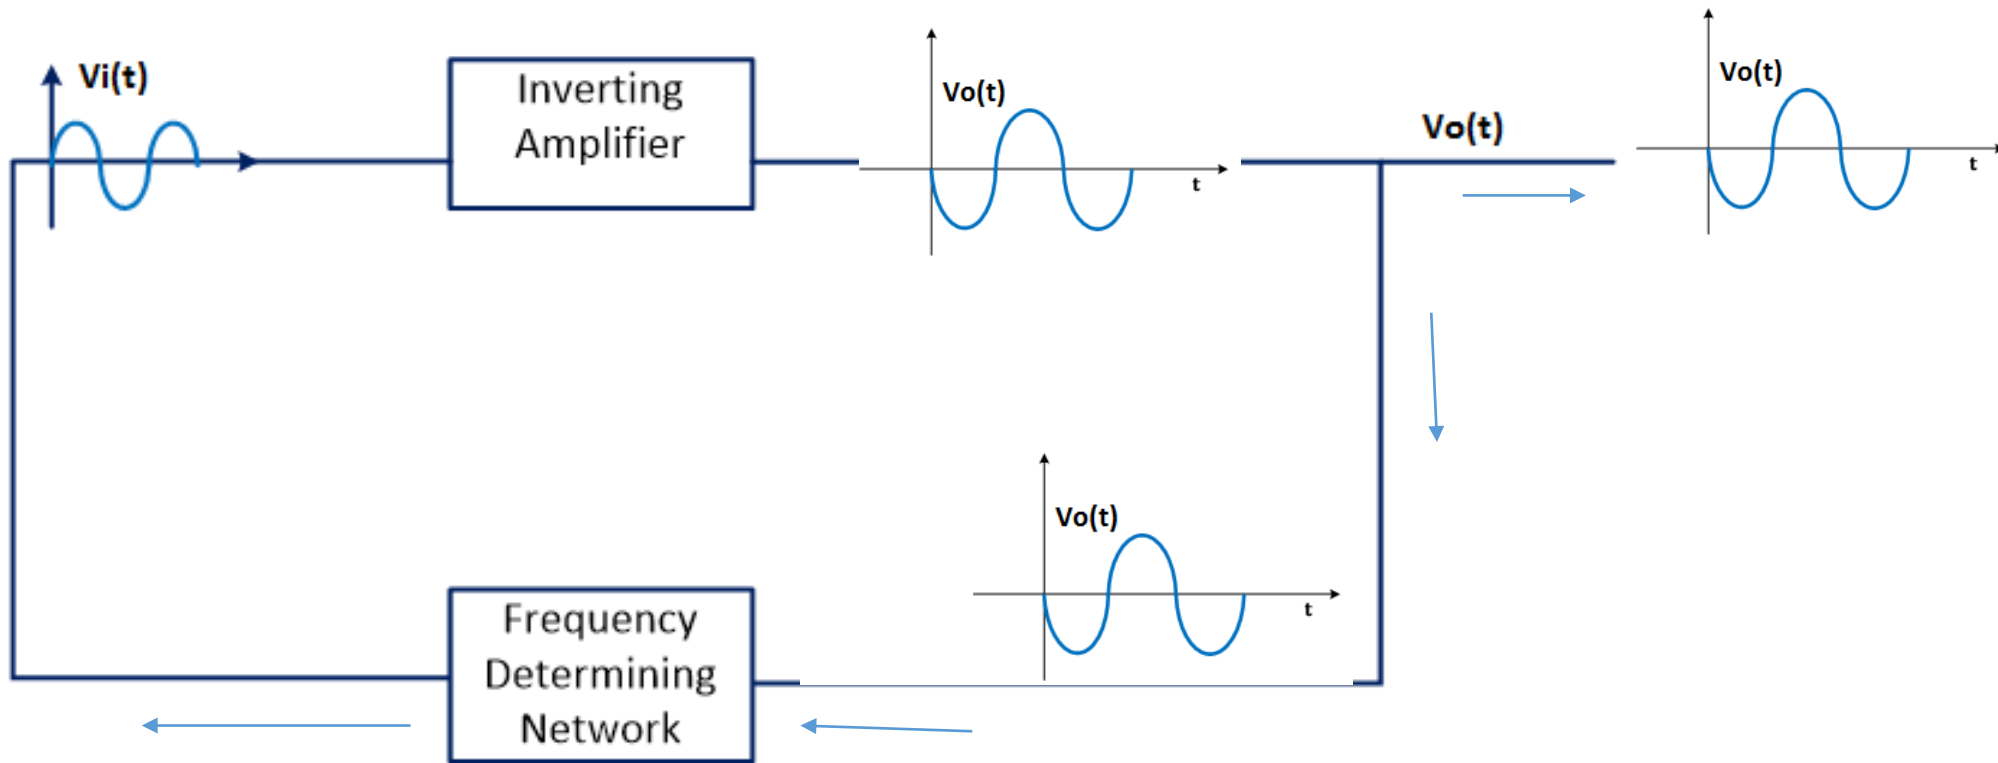 Vi(t)
Inverting
Amplifier
Vo(t)
t
Vo(t)
Vo(t)
t
Vo(t)
t
Frequency
Determining
Network